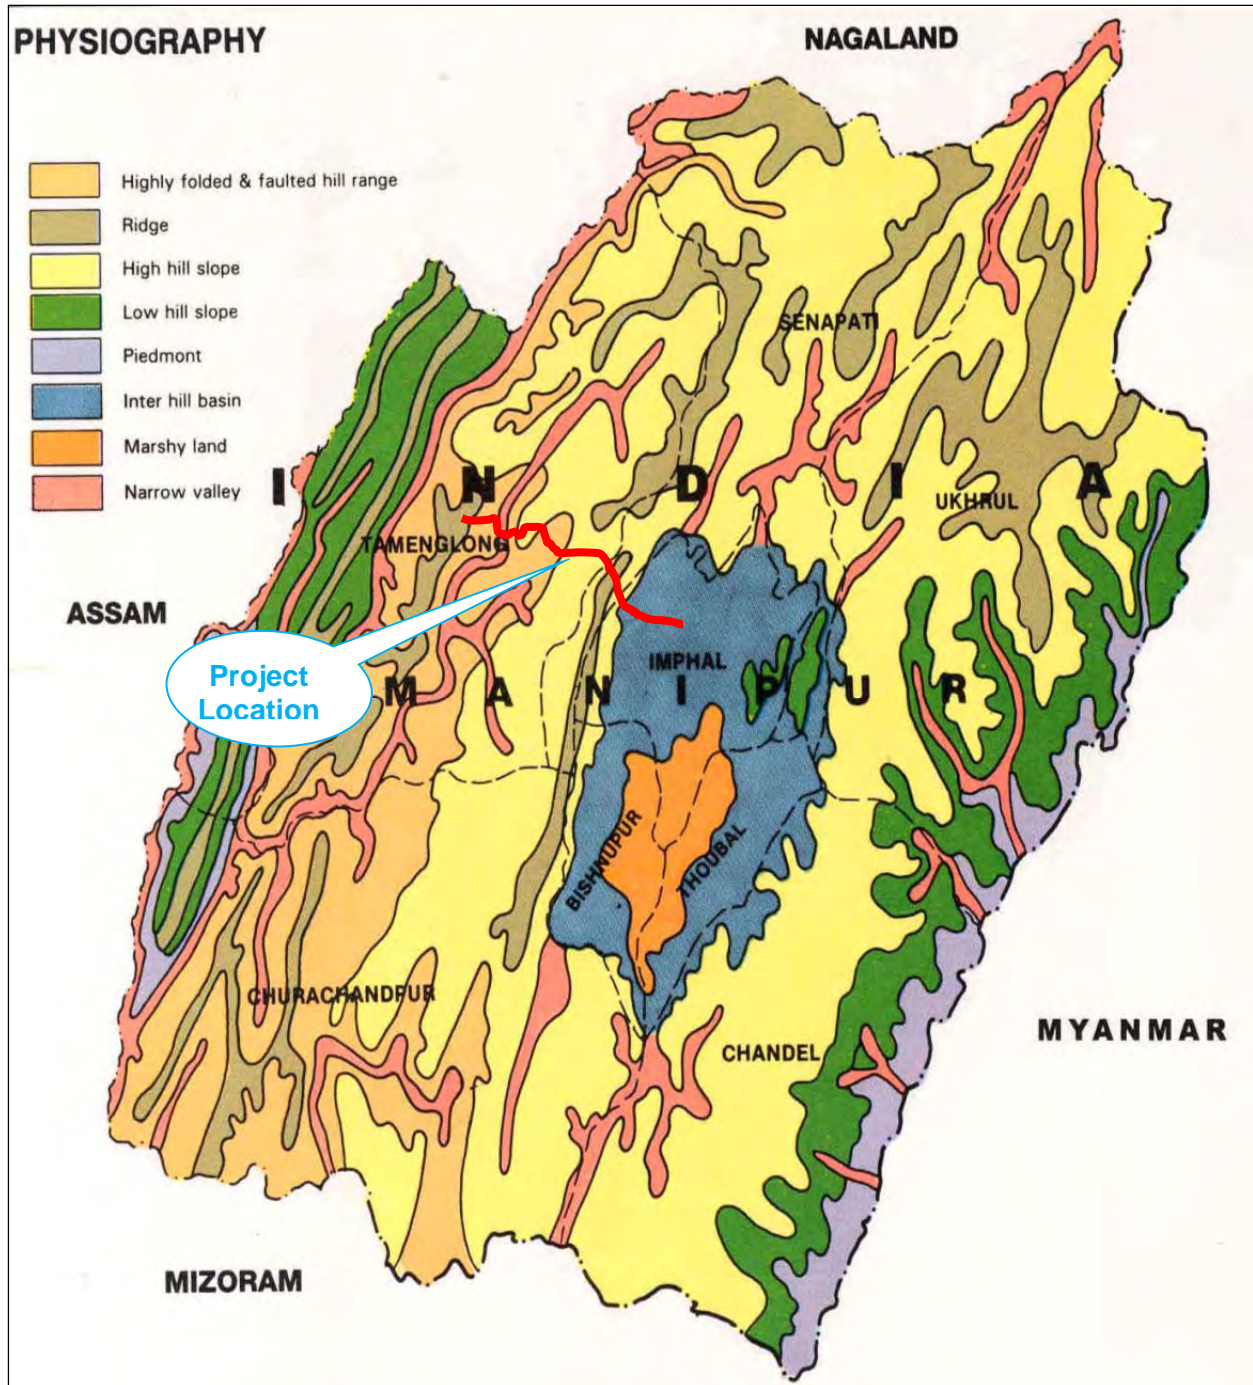 PHYSIOGRAPHY
NAGALAND
Highly folded & faulted hill range
Ridge
High hill slope
Low hill slope
Piedmont
Inter hill basin
Marshy land
Narrow valley
SENAPATI
I N D I A
UKHRUL
TAMENGLONG
ASSAM
Project
Location
IMPHAL
M A N I P U R
BISHNUPUR
THOUBAL
CHURACHANDPUR
MYANMAR
CHANDEL
MIZORAM